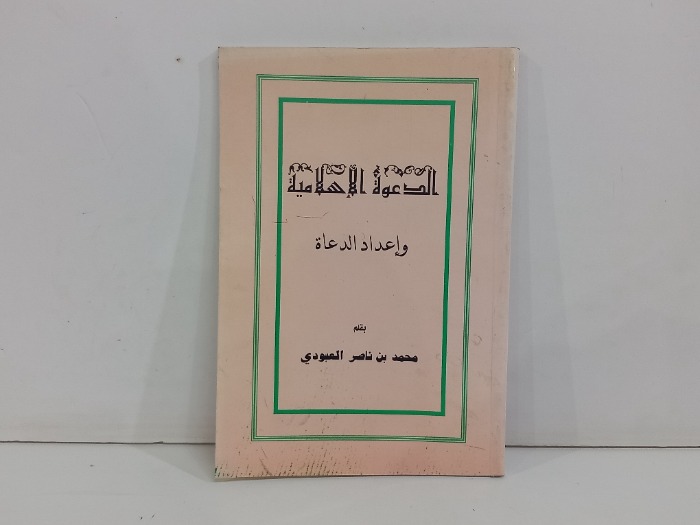 الدعوة الإسلامية
وإعداد الدعاة
بقلم
محمد بن ناصر العبودي